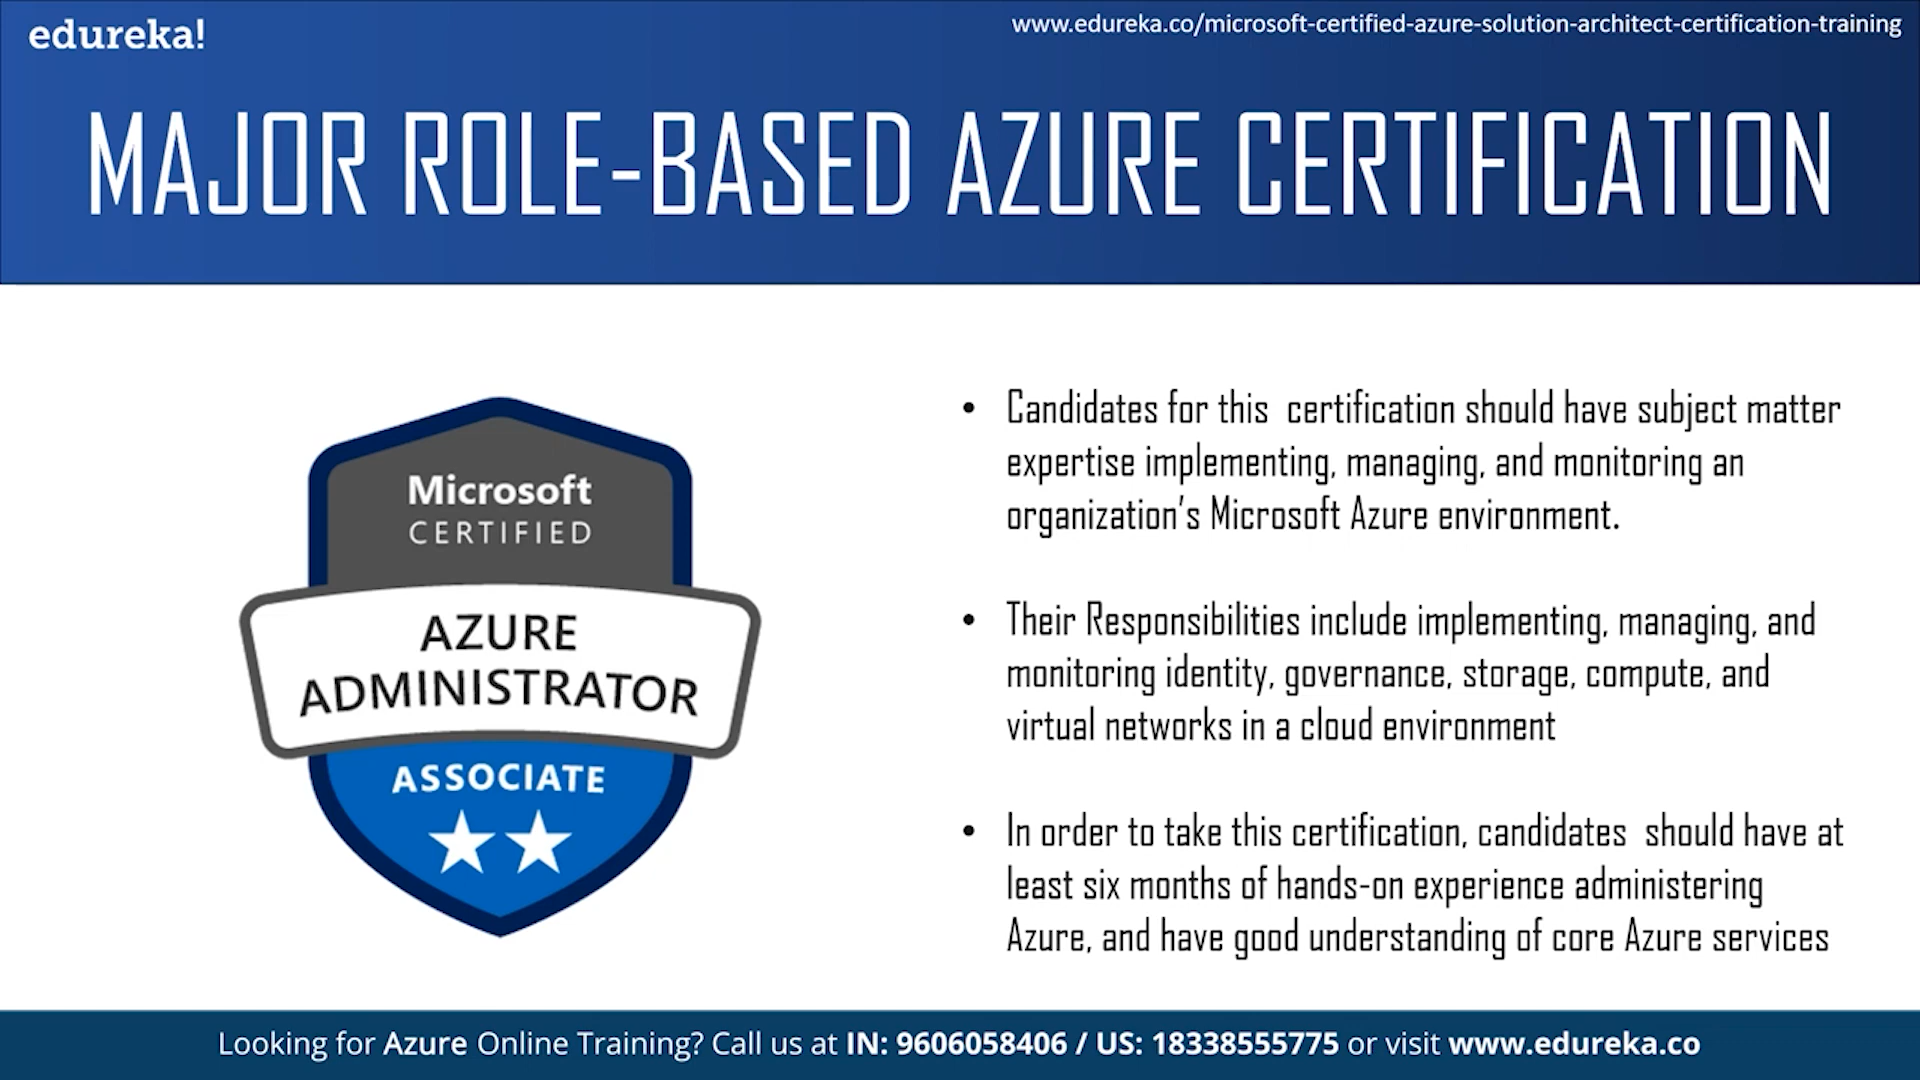 edureka!
www.edureka.co/microsoft-certified-azure-solution-architect-certification-training
MAJOR ROLE-BASED AZURE CERTIFICATION
Microsoft
CERTIFIED
AZURE
ADMINISTRATOR
ASSOCIATE
• Candidates for this certification should have subject matter
expertise implementing, managing, and monitoring an
organization's Microsoft Azure environment.
• Their Responsibilities include implementing, managing, and
monitoring identity, governance, storage, compute, and
virtual networks in a cloud environment
• In order to take this certification, candidates should have at
least six months of hands-on experience administering
Azure, and have good understanding of core Azure services
Looking for Azure Online Training? Call us at IN: 9606058406 / US: 18338555775 or visit www.edureka.co